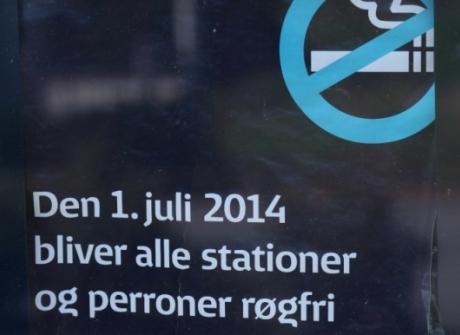 Den 1. juli 2014
bliver alle stationer
og perroner røgfri